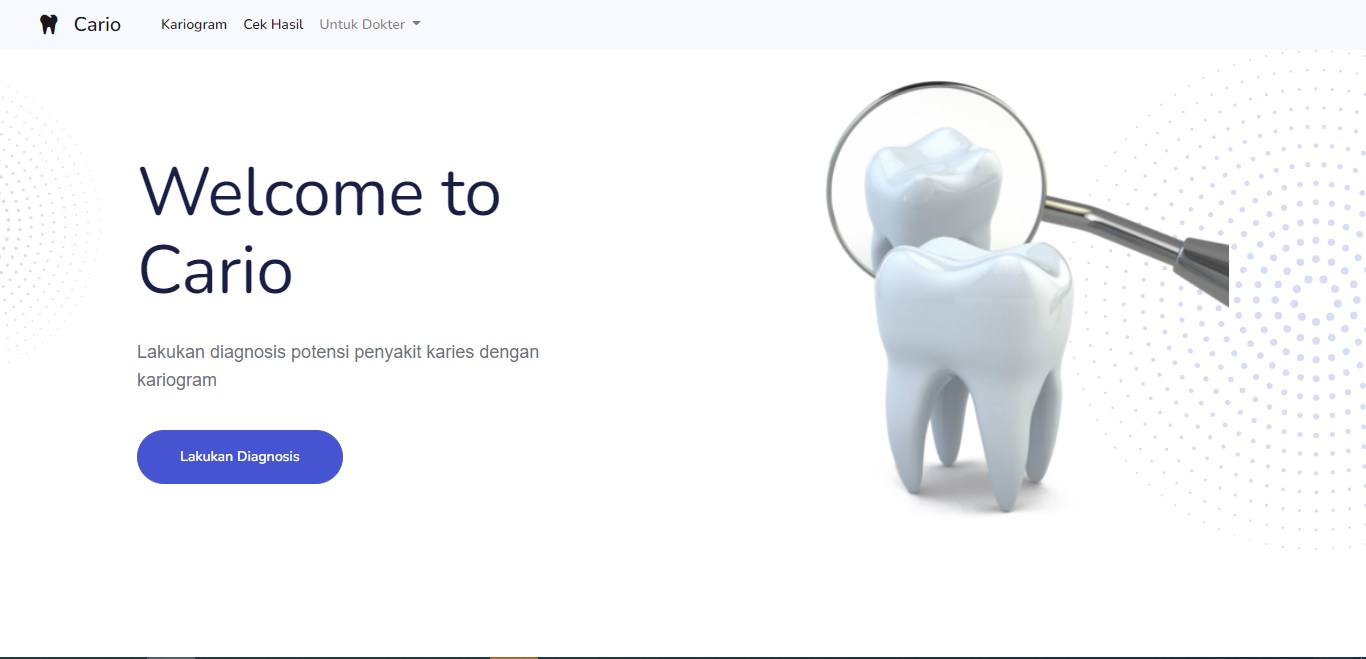 Cario
Kariogram
Cek Hasil
Untuk Dokter
Welcome to
Cario
Lakukan diagnosis potensi penyakit karies dengan
kariogram
Lakukan Diagnosis